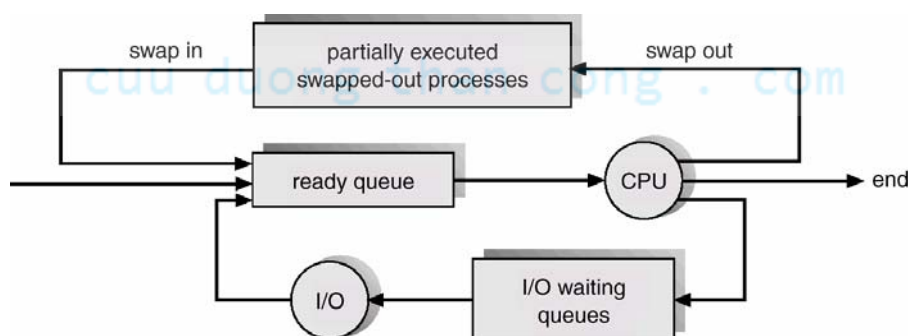 swap in
partially executed
swapped-out processes
swap out
cuu duong than cong . com
ready queue
CPU
end
I/O
I/O waiting
queues